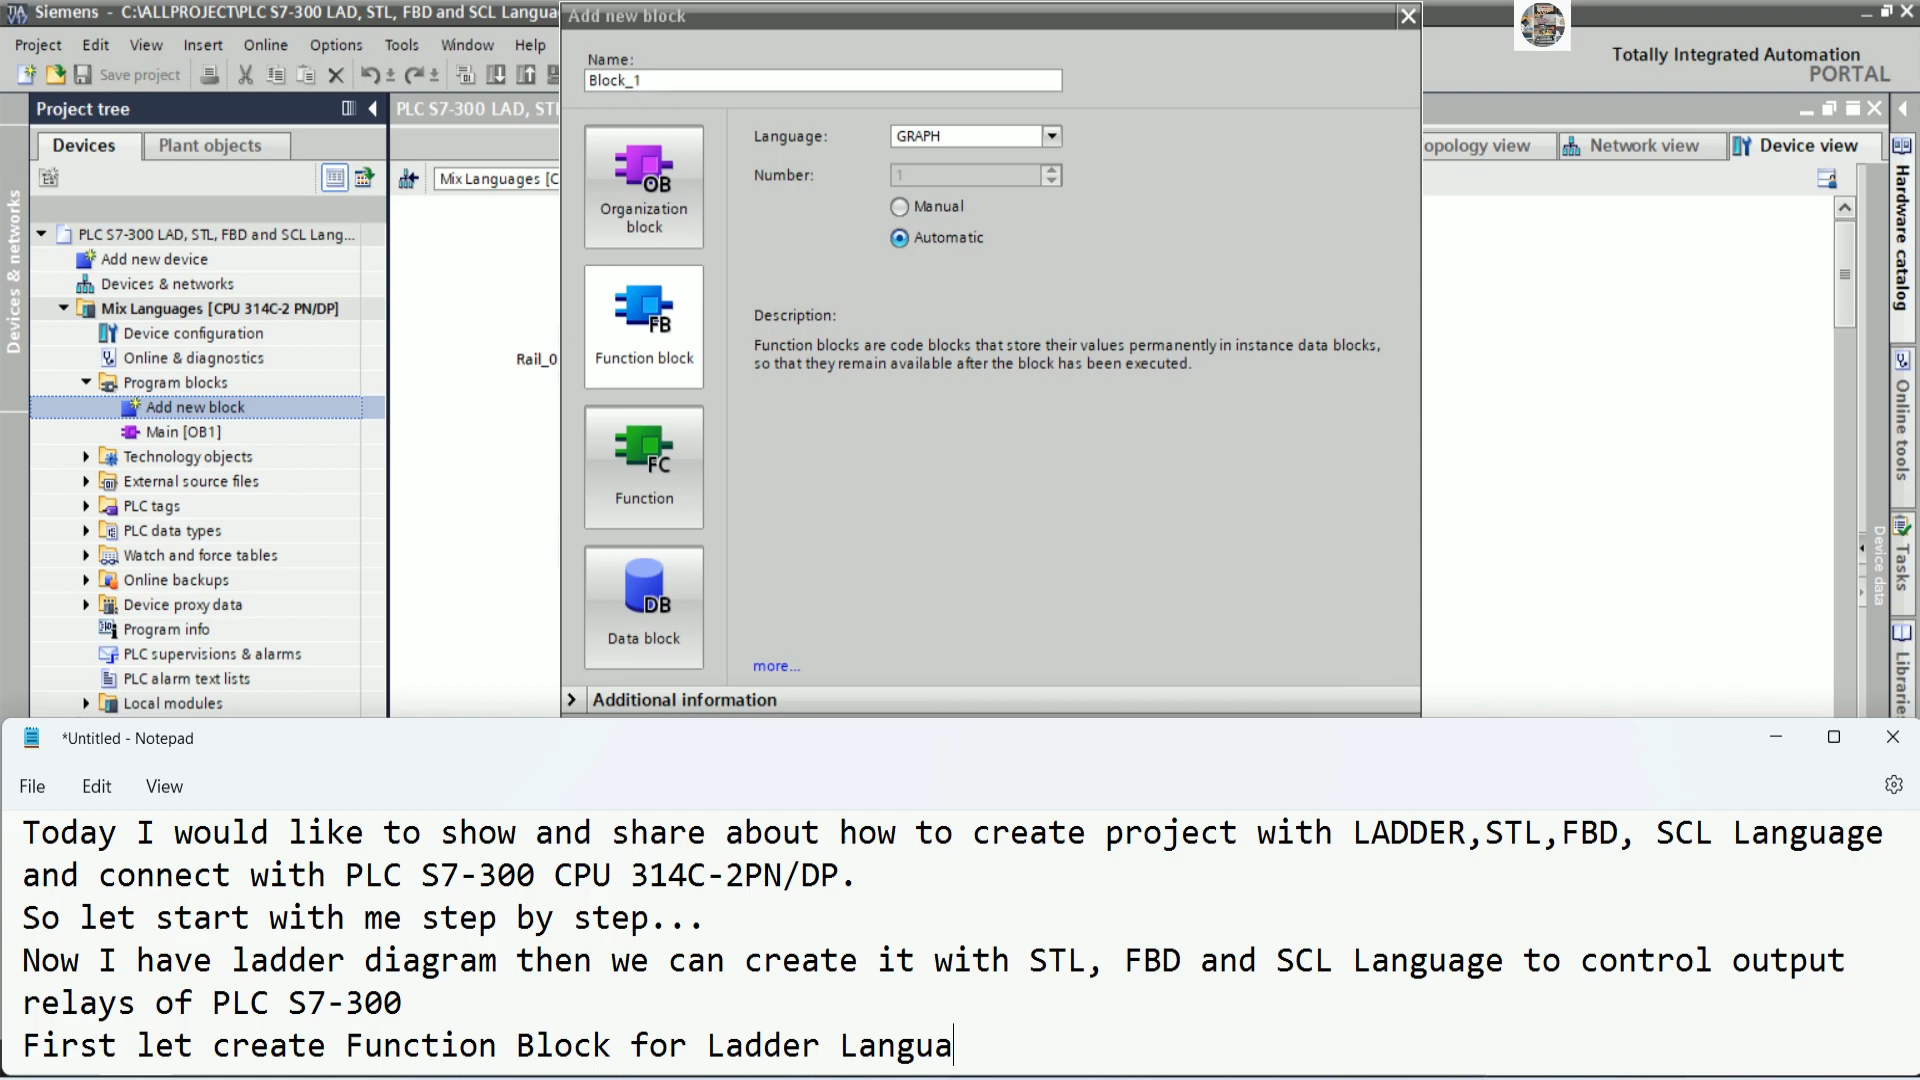 Siemens - C:\ALLPROJECT\PLC S7-300 LAD, STL, FBD and SCL Langua
Add new block
Project Edit View Insert Online Options Tools Window Help
Totally Integrated Automation
PORTAL
Save project
Name:
Block_1
Project tree
PLC S7-300 LAD, STL
Devices
Plant objects
opology view
Network view
Device view
Mix Languages [C
Language:
GRAPH
Number:
1
Manual
Automatic
OB
Organization
block
FB
Function block
FC
Function
DB
Data block
Description:
Function blocks are code blocks that store their values permanently in instance data blocks,
so that they remain available after the block has been executed.
more...
Additional information
PLC S7-300 LAD, STL, FBD and SCL Lang...
Add new device
Devices & networks
Mix Languages [CPU 314C-2 PN/DP]
Device configuration
Online & diagnostics
Program blocks
Add new block
Main [OB1]
Technology objects
External source files
PLC tags
PLC data types
Watch and force tables
Online backups
Device proxy data
Program info
PLC supervisions & alarms
PLC alarm text lists
Local modules
Rail_0
Devices & networks
Hardware catalog
Online tools
Tasks
Libraries
Device data
*Untitled - Notepad
File Edit View
Today I would like to show and share about how to create project with LADDER,STL,FBD, SCL Language
and connect with PLC S7-300 CPU 314C-2PN/DP.
So let start with me step by step...
Now I have ladder diagram then we can create it with STL, FBD and SCL Language to control output
relays of PLC S7-300
First let create Function Block for Ladder Langua